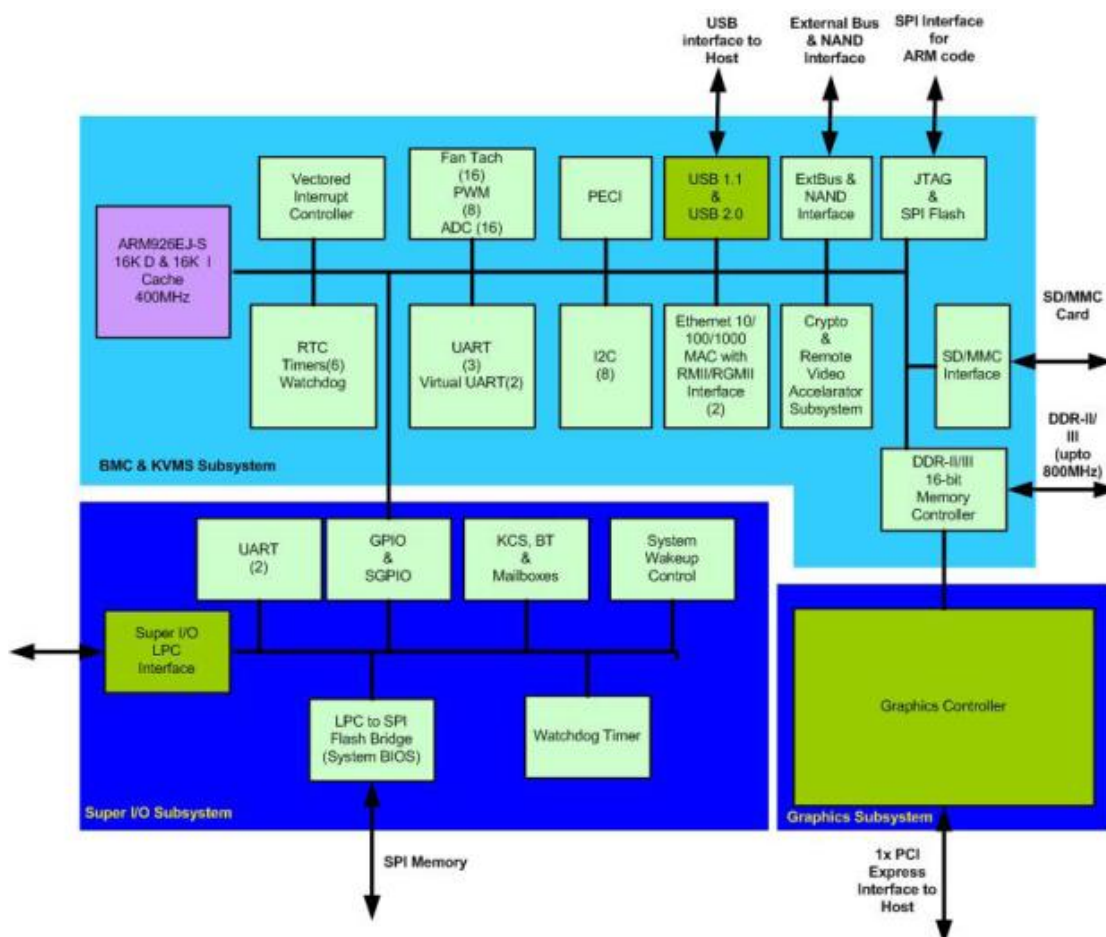 USB
interface to
Host
External Bus
& NAND
Interface
SPI Interface
for
ARM code
Vectored
Interrupt
Controller
Fan Tach
(16)
PWM
(8)
ADC (16)
PECI
USB 1.1
&
USB 2.0
ExtBus &
NAND
Interface
JTAG
&
SPI Flash
ARM926EJ-S
16K D & 16K I
Cache
400MHz
SD/MMC
Card
RTC
Timers(6)
Watchdog
UART
(3)
Virtual UART(2)
I2C
(8)
Ethernet 10/
100/1000
MAC with
RMII/RGMII
Interface
(2)
Crypto
&
Remote
Video
Accelarator
Subsystem
SD/MMC
Interface
DDR-II/
III
(upto
800MHz)
BMC & KVMS Subsystem
DDR-II/III
16-bit
Memory
Controller
UART
(2)
GPIO
&
SGPIO
KCS, BT
&
Mailboxes
System
Wakeup
Control
Super I/O
LPC
Interface
LPC to SPI
Flash Bridge
(System BIOS)
Watchdog Timer
Graphics Controller
Super I/O Subsystem
Graphics Subsystem
SPI Memory
1x PCI
Express
Interface to
Host